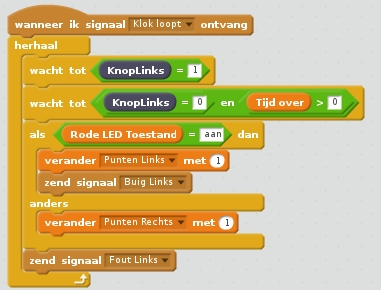 wanneer ik signaal Klok loopt ontvang
herhaal
wacht tot KnopLinks = 1
wacht tot KnopLinks = 0 en Tijd over > 0
als Rode LED Toestand = aan dan
verander Punten Links met 1
zend signaal Buig Links
anders
verander Punten Rechts met 1
zend signaal Fout Links